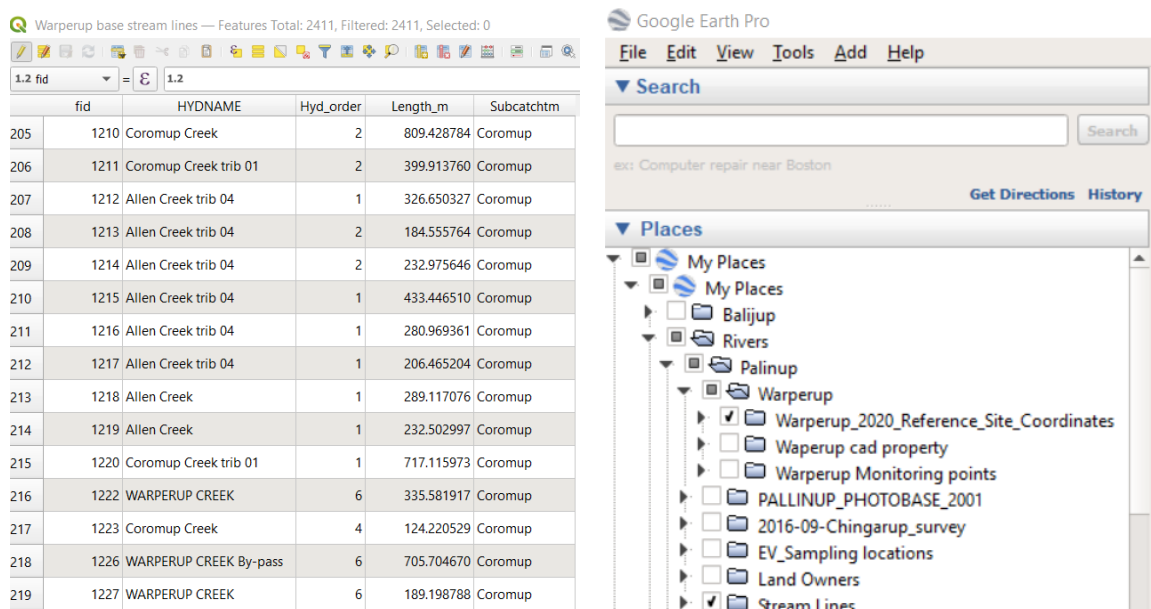 Warperup base stream lines — Features Total: 2411, Filtered: 2411, Selected: 0
1.2 fid = ε 1.2
fid HYDNAME Hyd_order Length_m Subcatchtm
205 1210 Coromup Creek 2 809.428784 Coromup
206 1211 Coromup Creek trib 01 2 399.913760 Coromup
207 1212 Allen Creek trib 04 1 326.650327 Coromup
208 1213 Allen Creek trib 04 2 184.555764 Coromup
209 1214 Allen Creek trib 04 2 232.975646 Coromup
210 1215 Allen Creek trib 04 1 433.446510 Coromup
211 1216 Allen Creek trib 04 1 280.969361 Coromup
212 1217 Allen Creek trib 04 1 206.465204 Coromup
213 1218 Allen Creek 1 289.117076 Coromup
214 1219 Allen Creek 1 232.502997 Coromup
215 1220 Coromup Creek trib 01 1 717.115973 Coromup
216 1222 WARPERUP CREEK 6 335.581917 Coromup
217 1223 Coromup Creek 4 124.220529 Coromup
218 1226 WARPERUP CREEK By-pass 6 705.704670 Coromup
219 1227 WARPERUP CREEK 6 189.198788 Coromup
Google Earth Pro
File Edit View Tools Add Help
Search
Search
ex: Computer repair near Boston
Get Directions History
Places
My Places
My Places
Balijup
Rivers
Palinup
Warperup
Warperup_2020_Reference_Site_Coordinates
Waperup cad property
Warperup Monitoring points
PALLINUP_PHOTOBASE_2001
2016-09-Chingarup_survey
EV_Sampling locations
Land Owners
Stream Lines